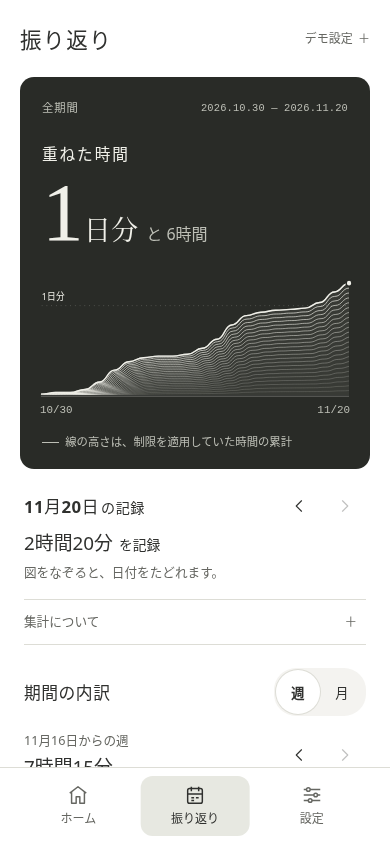 振り返り
デモ設定 ＋
全期間
2026.10.30 — 2026.11.20
重ねた時間
1日分 と 6時間
1日分
10/30
11/20
線の高さは、制限を適用していた時間の累計
11月20日 の記録
2時間20分 を記録
図をなぞると、日付をたどれます。
集計について ＋
期間の内訳
週 月
11月16日からの週
7時間15分
ホーム
振り返り
設定